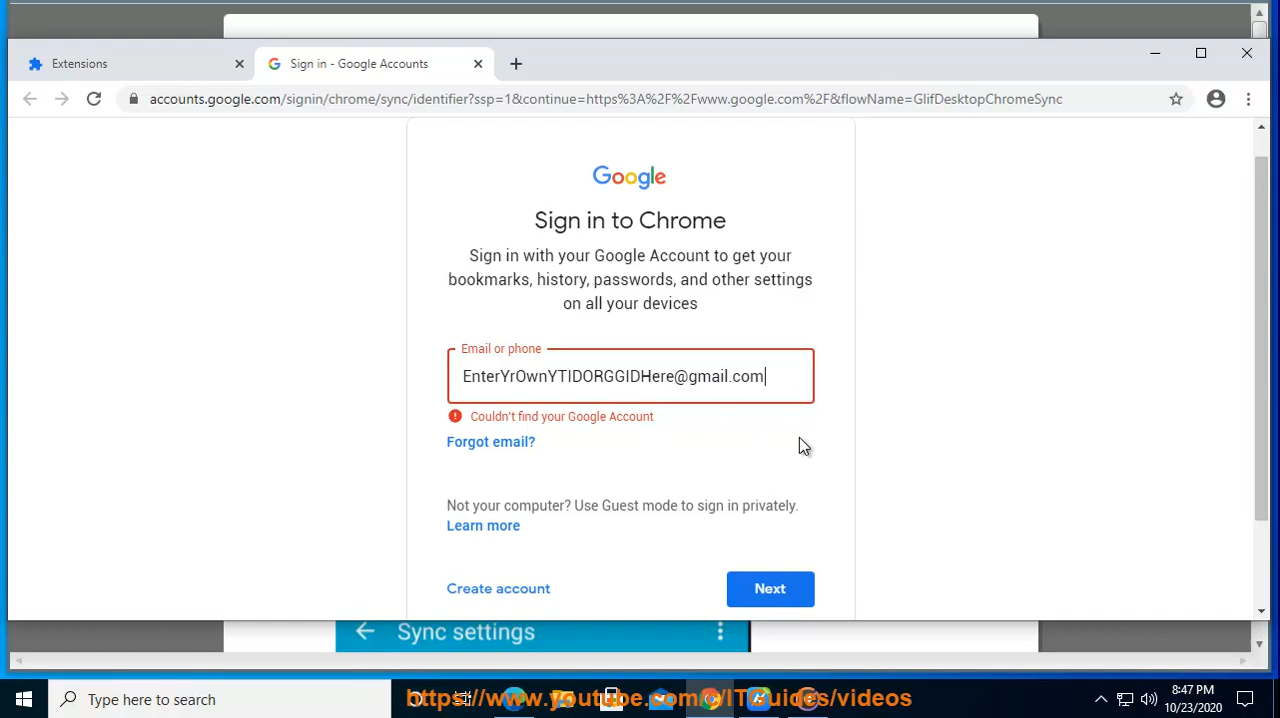 Extensions
Sign in - Google Accounts
accounts.google.com/signin/chrome/sync/identifier?ssp=1&continue=https%3A%2F%2Fwww.google.com%2F&flowName=GlifDesktopChromeSync
Google
Sign in to Chrome
Sign in with your Google Account to get your
bookmarks, history, passwords, and other settings
on all your devices
Email or phone
EnterYrOwnYTIDORGGIDHere@gmail.com
Couldn't find your Google Account
Forgot email?
Not your computer? Use Guest mode to sign in privately.
Learn more
Create account
Next
Sync settings
Type here to search
https://www.youtube.com/c/ITGuides/videos
8:47 PM
10/23/2020